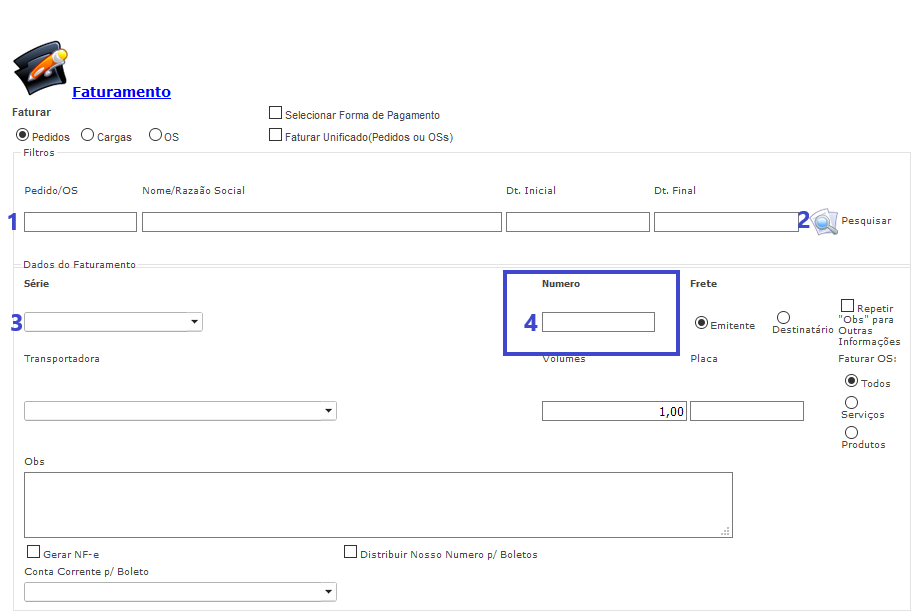 Faturamento
Faturar
Selecionar Forma de Pagamento
Pedidos Cargas OS
Faturar Unificado(Pedidos ou OSs)
Filtros
Pedido/OS Nome/Razaão Social Dt. Inicial Dt. Final
1 2 Pesquisar
Dados do Faturamento
Série Numero Frete
3 4 Emitente Destinatário
Repetir
"Obs" para
Outras
Informações
Transportadora Volumes Placa Faturar OS:
Todos
1,00
Serviços
Produtos
Obs
Gerar NF-e Distribuir Nosso Numero p/ Boletos
Conta Corrente p/ Boleto